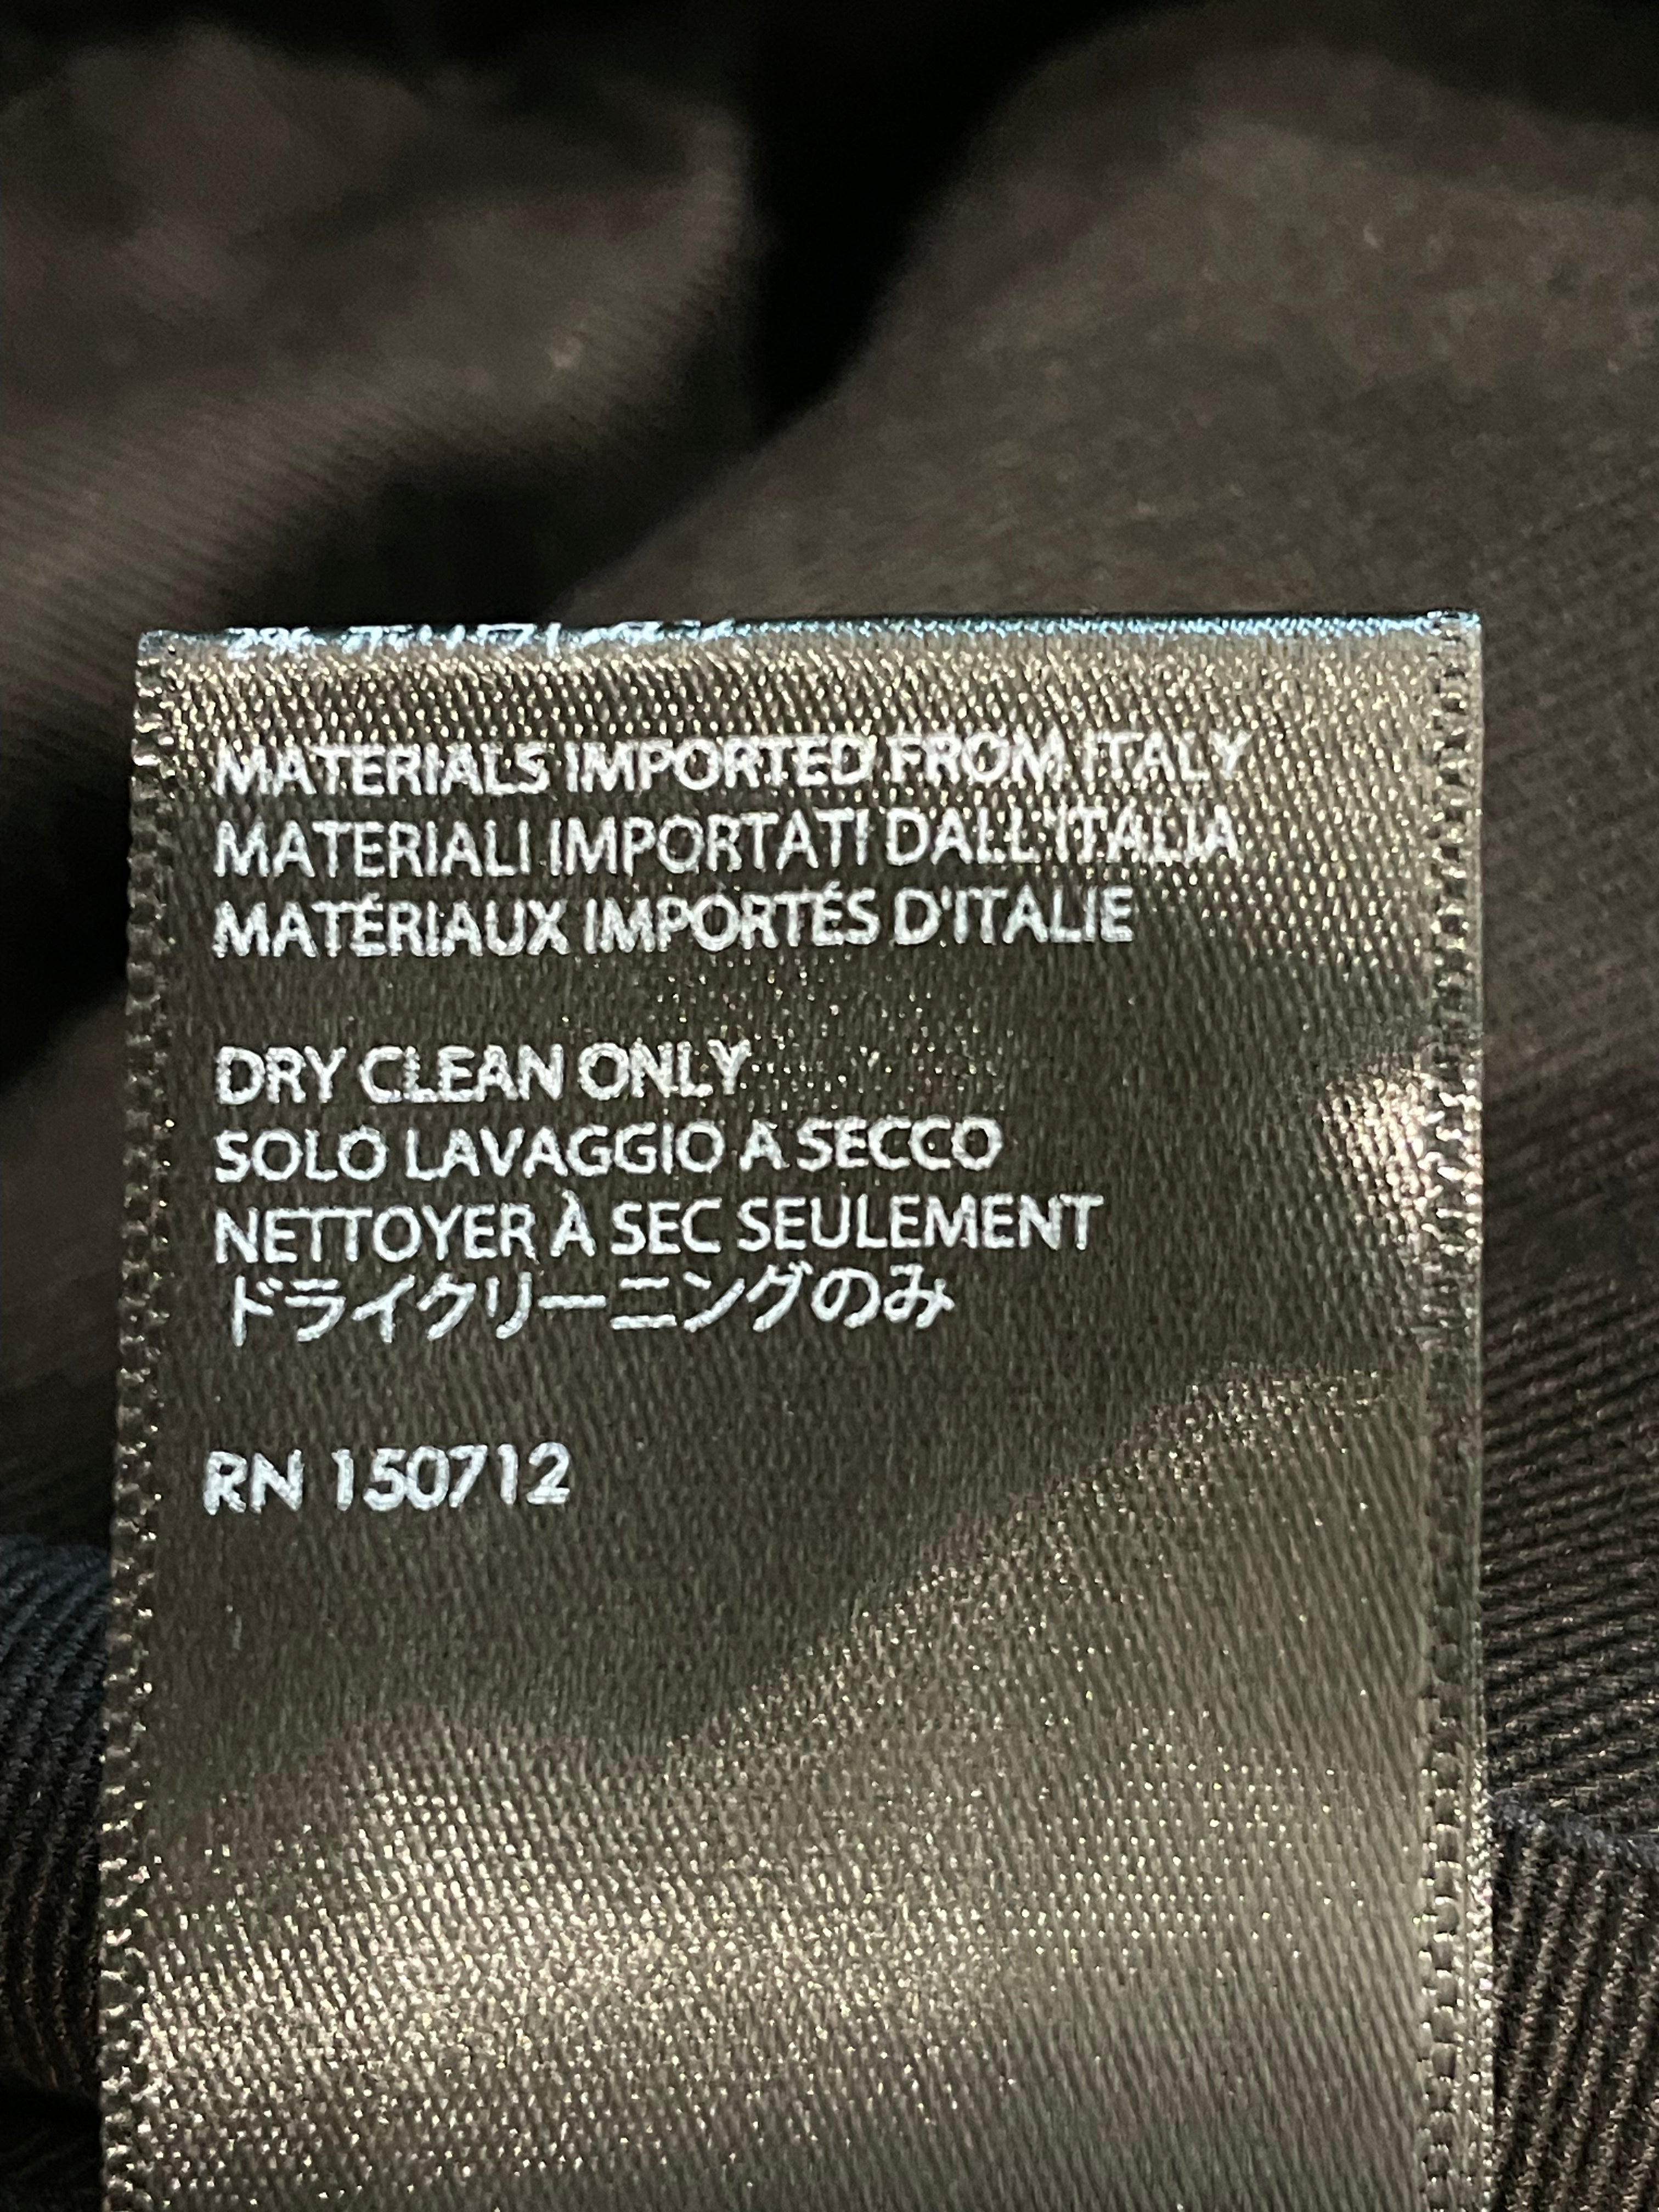 MATERIALS IMPORTED FROM ITALY
MATERIALI IMPORTATI DALL'ITALIA
MATÉRIAUX IMPORTÉS D'ITALIE
DRY CLEAN ONLY
SOLO LAVAGGIO A SECCO
NETTOYER À SEC SEULEMENT
ドライクリーニングのみ
RN 150712